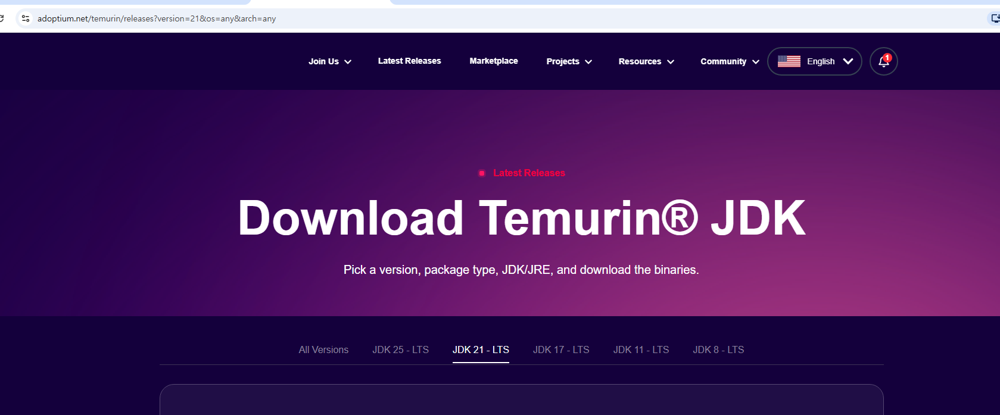 adoptium.net/temurin/releases?version=21&os=any&arch=any
Join Us Latest Releases Marketplace Projects Resources Community English 1
Latest Releases
Download Temurin® JDK
Pick a version, package type, JDK/JRE, and download the binaries.
All Versions JDK 25 - LTS JDK 21 - LTS JDK 17 - LTS JDK 11 - LTS JDK 8 - LTS